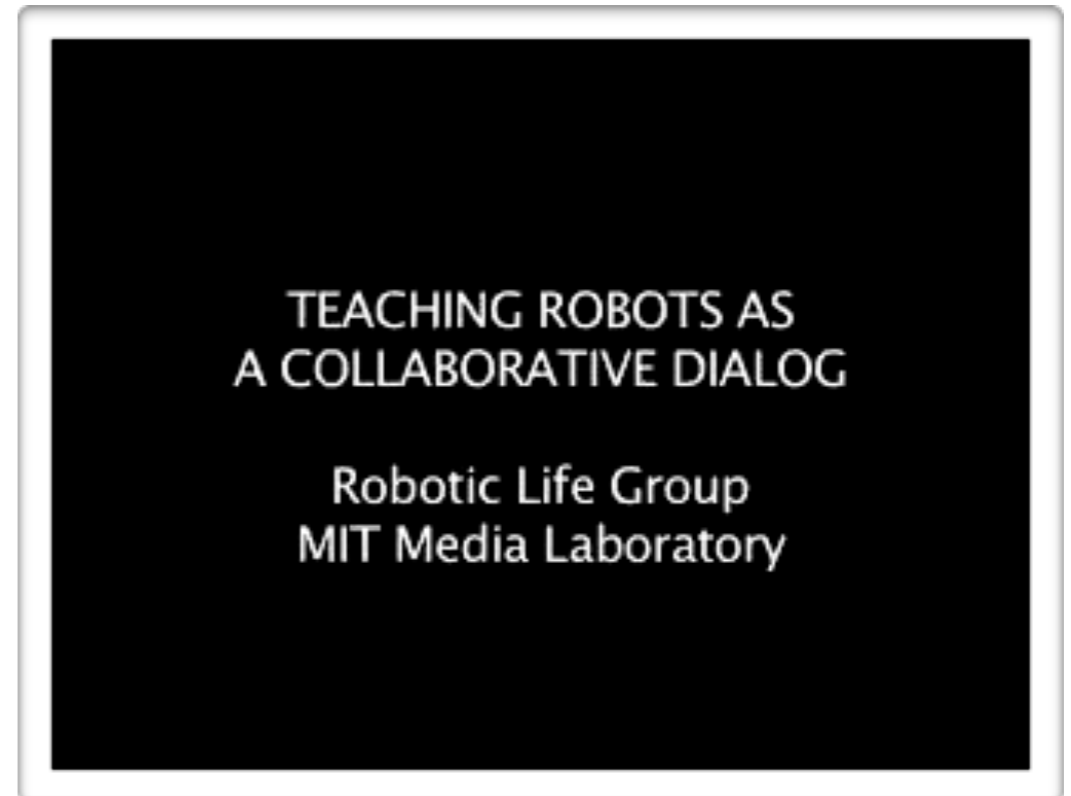 TEACHING ROBOTS AS
A COLLABORATIVE DIALOG
Robotic Life Group
MIT Media Laboratory